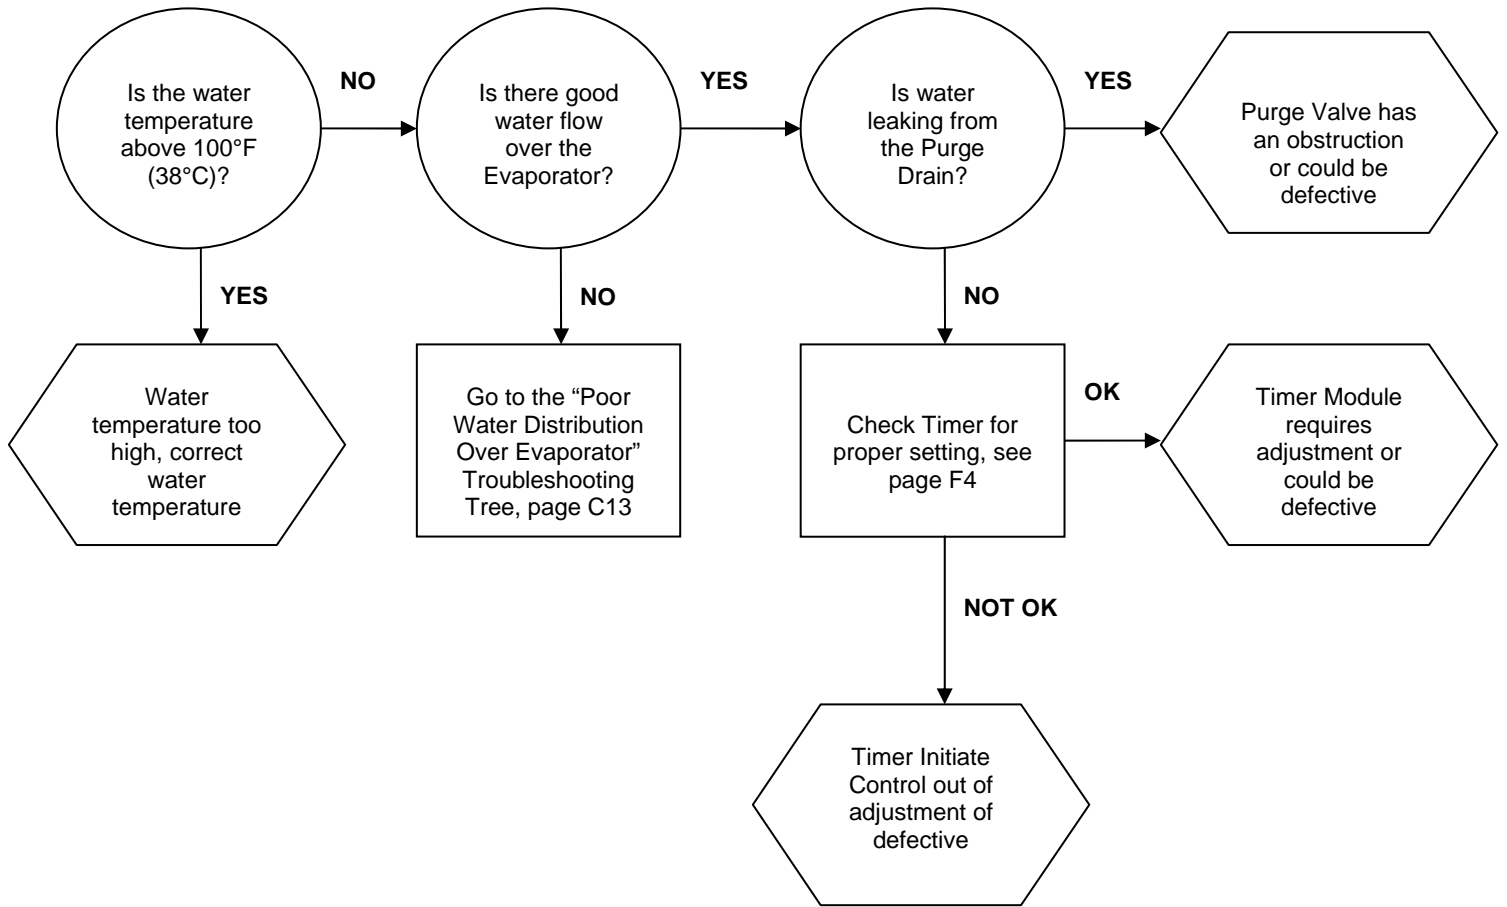 Is the water
temperature
above 100°F
(38°C)?
NO
Is there good
water flow
over the
Evaporator?
YES
Is water
leaking from
the Purge
Drain?
YES
Purge Valve has
an obstruction
or could be
defective
YES
NO
NO
Water
temperature too
high, correct
water
temperature
Go to the “Poor
Water Distribution
Over Evaporator”
Troubleshooting
Tree, page C13
Check Timer for
proper setting, see
page F4
OK
Timer Module
requires
adjustment or
could be
defective
NOT OK
Timer Initiate
Control out of
adjustment of
defective